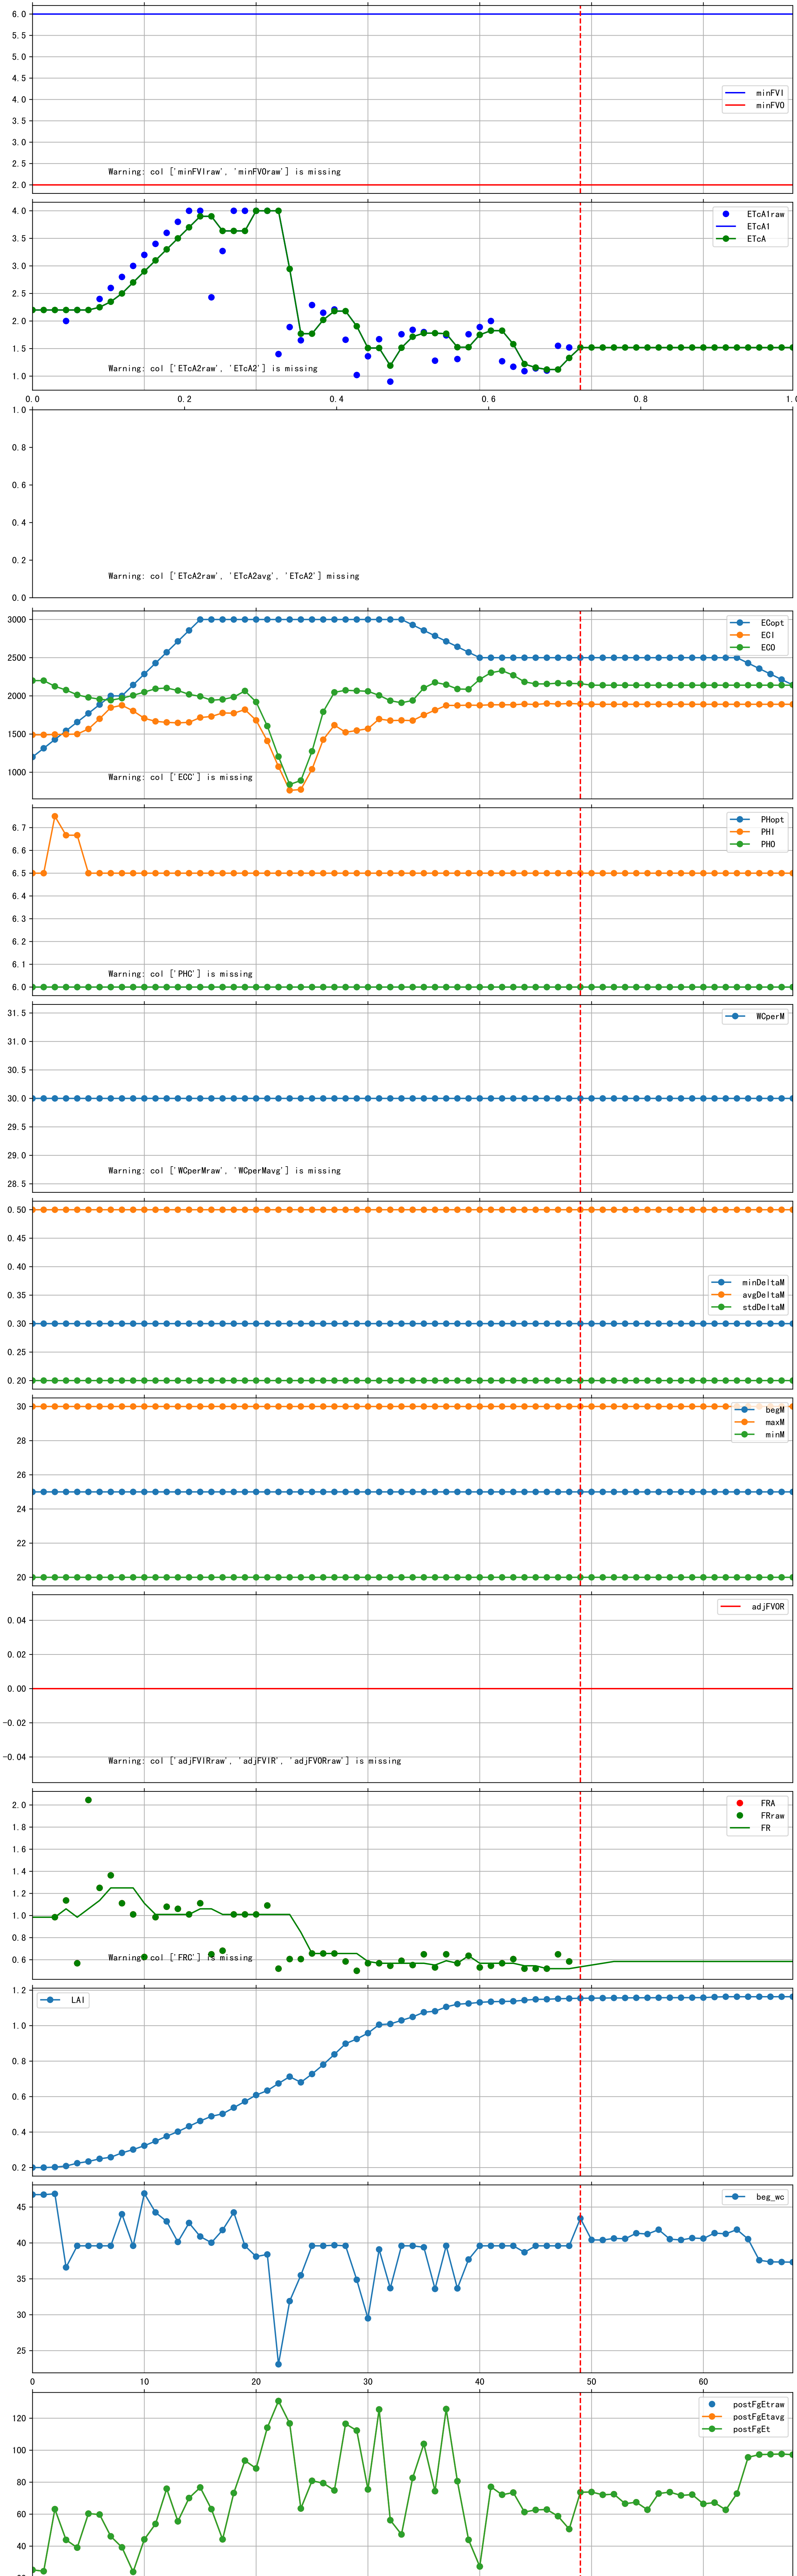 6.0
5.5
5.0
4.5
4.0
3.5
3.0
2.5
2.0
minFVI
minFVO
Warning: col ['minFVIraw', 'minFVOraw'] is missing
4.0
3.5
3.0
2.5
2.0
1.5
1.0
ETcA1raw
ETcA1
ETcA
Warning: col ['ETcA2raw', 'ETcA2'] is missing
0.0 0.2 0.4 0.6 0.8 1.0
1.0
0.8
0.6
0.4
0.2
0.0
Warning: col ['ETcA2raw', 'ETcA2avg', 'ETcA2'] missing
3000
2500
2000
1500
1000
ECopt
ECI
ECO
Warning: col ['ECC'] is missing
6.7
6.6
6.5
6.4
6.3
6.2
6.1
6.0
PHopt
PHI
PHO
Warning: col ['PHC'] is missing
31.5
31.0
30.5
30.0
29.5
29.0
28.5
WCperM
Warning: col ['WCperMraw', 'WCperMavg'] is missing
0.50
0.45
0.40
0.35
0.30
0.25
0.20
minDeltaM
avgDeltaM
stdDeltaM
30
28
26
24
22
20
begM
maxM
minM
0.04
0.02
0.00
-0.02
-0.04
adjFVOR
Warning: col ['adjFVIRraw', 'adjFVIR', 'adjFVORraw'] is missing
2.0
1.8
1.6
1.4
1.2
1.0
0.8
0.6
FRA
FRraw
FR
Warning: col ['FRC'] is missing
1.2
1.0
0.8
0.6
0.4
0.2
LAI
45
40
35
30
25
beg_wc
0 10 20 30 40 50 60
120
100
80
60
40
postFgEtraw
postFgEtavg
postFgEt